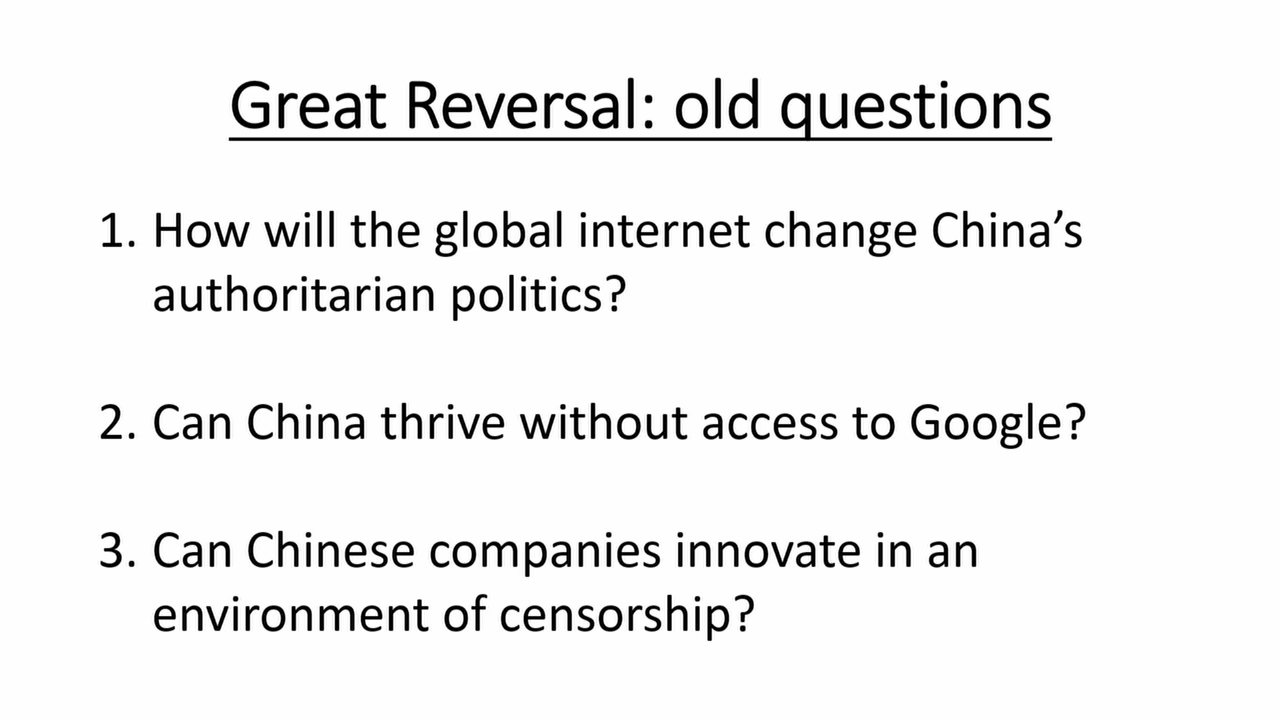 Great Reversal: old questions
1. How will the global internet change China’s
authoritarian politics?
2. Can China thrive without access to Google?
3. Can Chinese companies innovate in an
environment of censorship?